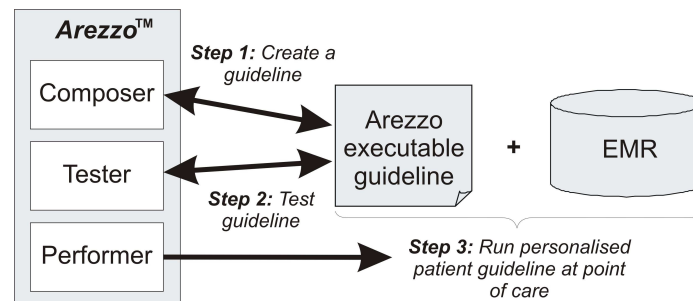 Arezzo™
Composer
Tester
Performer
Step 1: Create a
guideline
Step 2: Test
guideline
Arezzo
executable
guideline
+
EMR
Step 3: Run personalised
patient guideline at point
of care